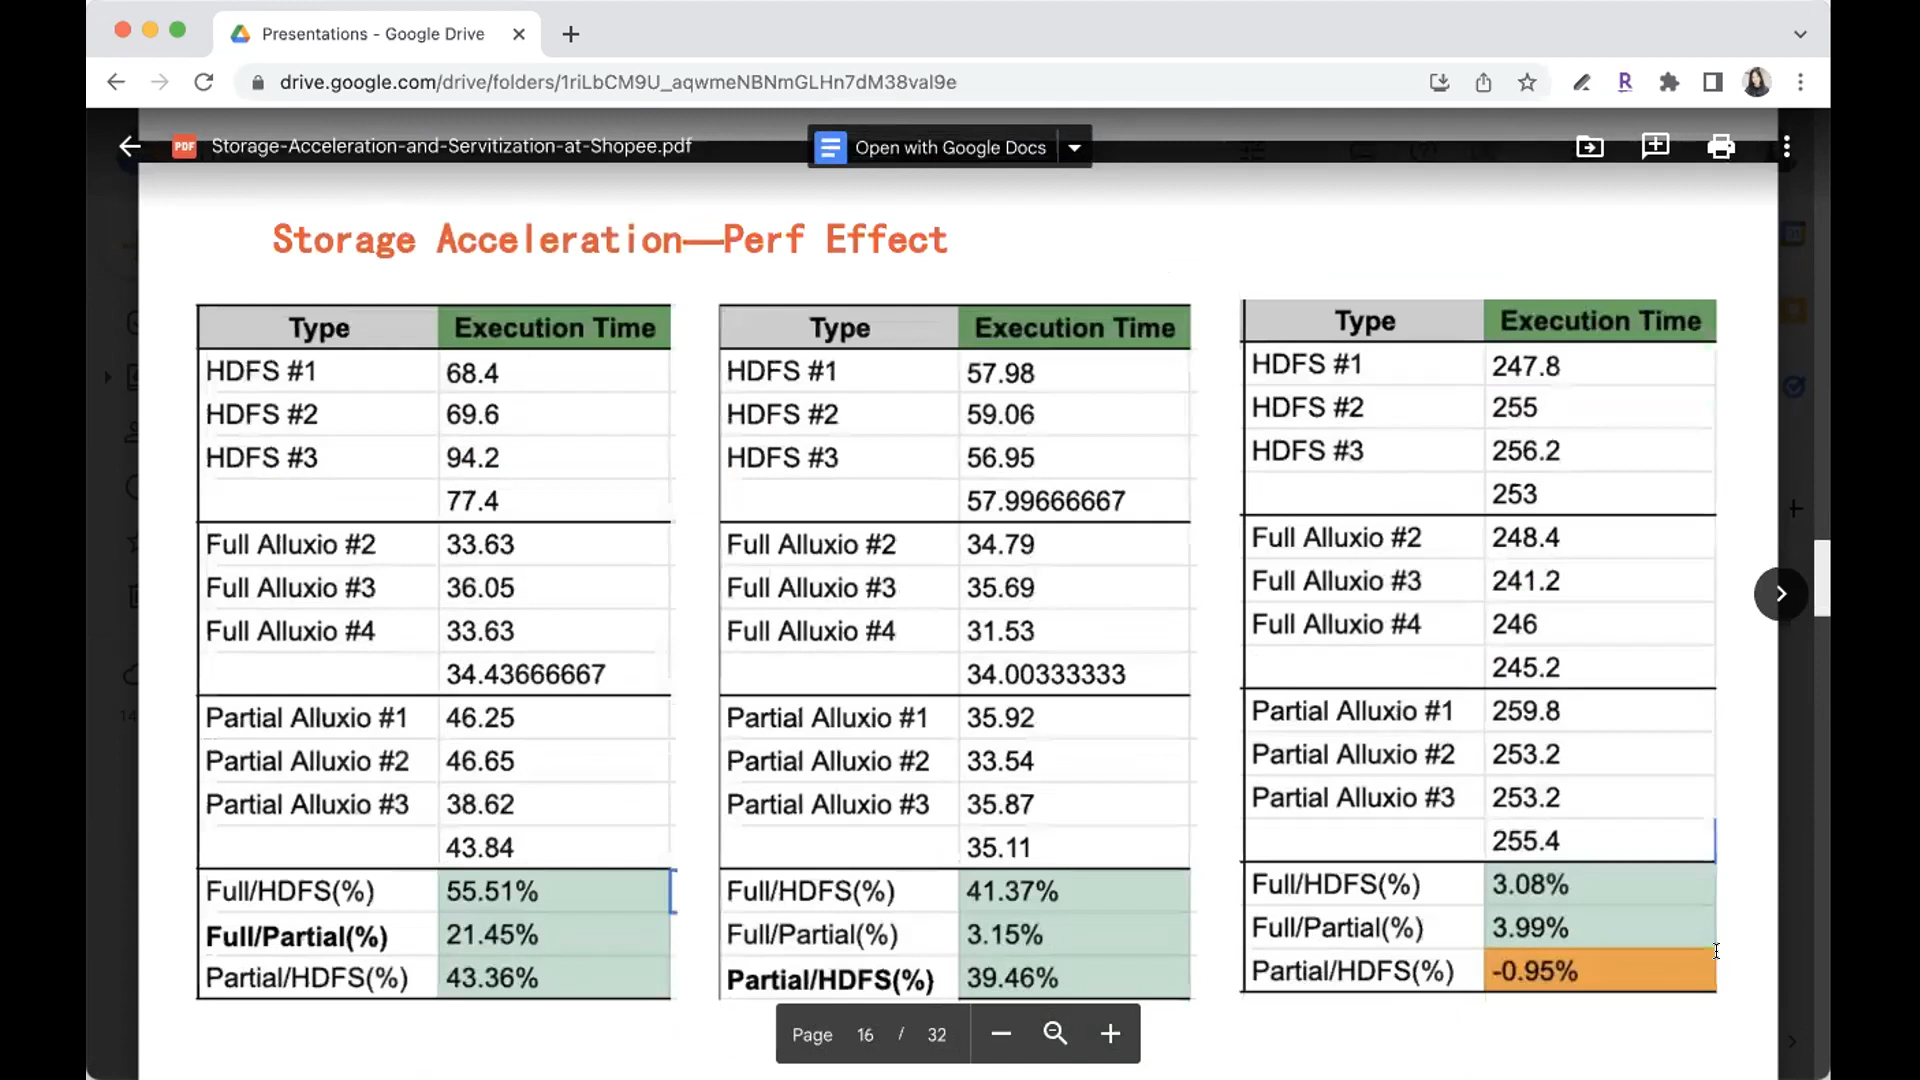 Presentations - Google Drive
drive.google.com/drive/folders/1riLbCM9U_aqwmeNBNmGLHn7dM38val9e
R
PDF Storage-Acceleration-and-Servitization-at-Shopee.pdf
Open with Google Docs
Storage Acceleration—Perf Effect
Type Execution Time
HDFS #1 68.4
HDFS #2 69.6
HDFS #3 94.2
77.4
Full Alluxio #2 33.63
Full Alluxio #3 36.05
Full Alluxio #4 33.63
34.43666667
Partial Alluxio #1 46.25
Partial Alluxio #2 46.65
Partial Alluxio #3 38.62
43.84
Full/HDFS(%) 55.51%
Full/Partial(%) 21.45%
Partial/HDFS(%) 43.36%
Type Execution Time
HDFS #1 57.98
HDFS #2 59.06
HDFS #3 56.95
57.99666667
Full Alluxio #2 34.79
Full Alluxio #3 35.69
Full Alluxio #4 31.53
34.00333333
Partial Alluxio #1 35.92
Partial Alluxio #2 33.54
Partial Alluxio #3 35.87
35.11
Full/HDFS(%) 41.37%
Full/Partial(%) 3.15%
Partial/HDFS(%) 39.46%
Type Execution Time
HDFS #1 247.8
HDFS #2 255
HDFS #3 256.2
253
Full Alluxio #2 248.4
Full Alluxio #3 241.2
Full Alluxio #4 246
245.2
Partial Alluxio #1 259.8
Partial Alluxio #2 253.2
Partial Alluxio #3 253.2
255.4
Full/HDFS(%) 3.08%
Full/Partial(%) 3.99%
Partial/HDFS(%) -0.95%
Page 16 / 32